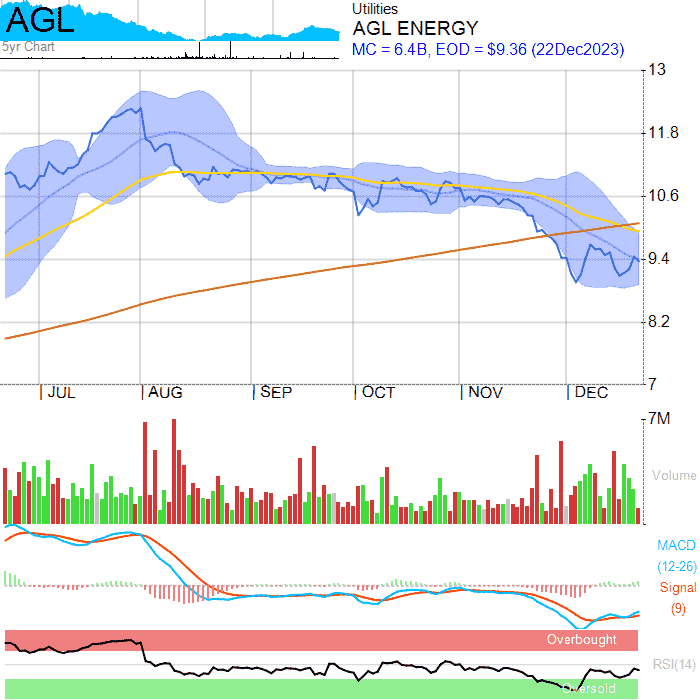 AGL
5yr Chart
Utilities
AGL ENERGY
MC = 6.4B, EOD = $9.36 (22Dec2023)
13
11.8
10.6
9.4
8.2
7
JUL
AUG
SEP
OCT
NOV
DEC
7M
Volume
MACD
(12-26)
Signal
(9)
Overbought
RSI(14)
Oversold